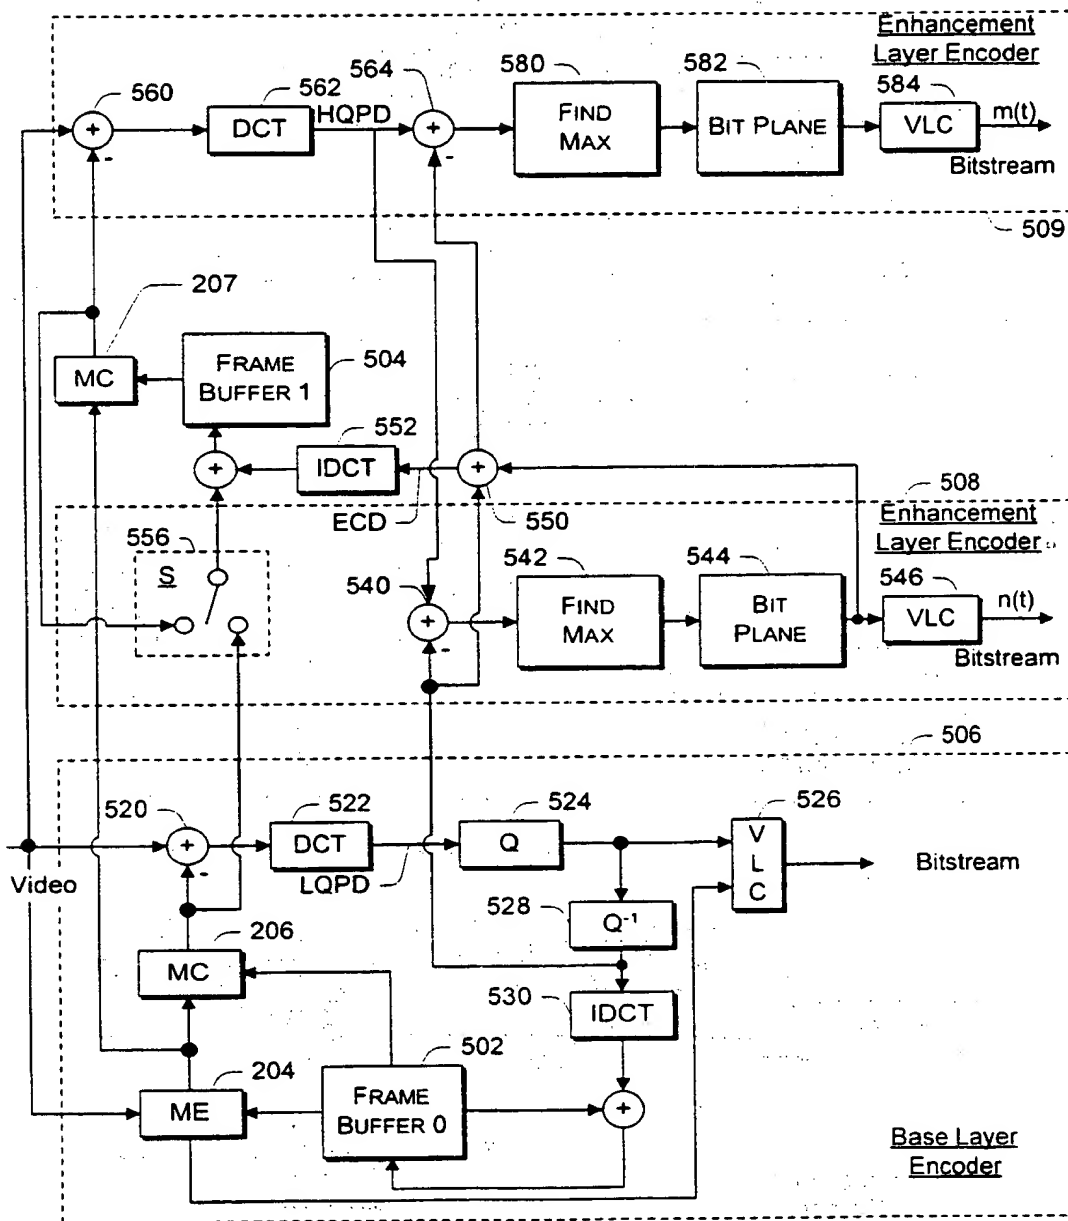 Enhancement
Layer Encoder
560
562
564
580
582
584
+
-
DCT
HQPD
+
-
FIND
MAX
BIT PLANE
VLC
m(t)
Bitstream
509
207
MC
FRAME
BUFFER 1
504
552
+
IDCT
ECD
+
550
508
Enhancement
Layer Encoder
556
S
540
+
-
542
FIND
MAX
544
BIT
PLANE
546
VLC
n(t)
Bitstream
506
520
+
-
522
DCT
LQPD
524
Q
526
V
L
C
Bitstream
Video
528
Q-1
206
MC
530
IDCT
204
ME
502
FRAME
BUFFER 0
+
Base Layer
Encoder